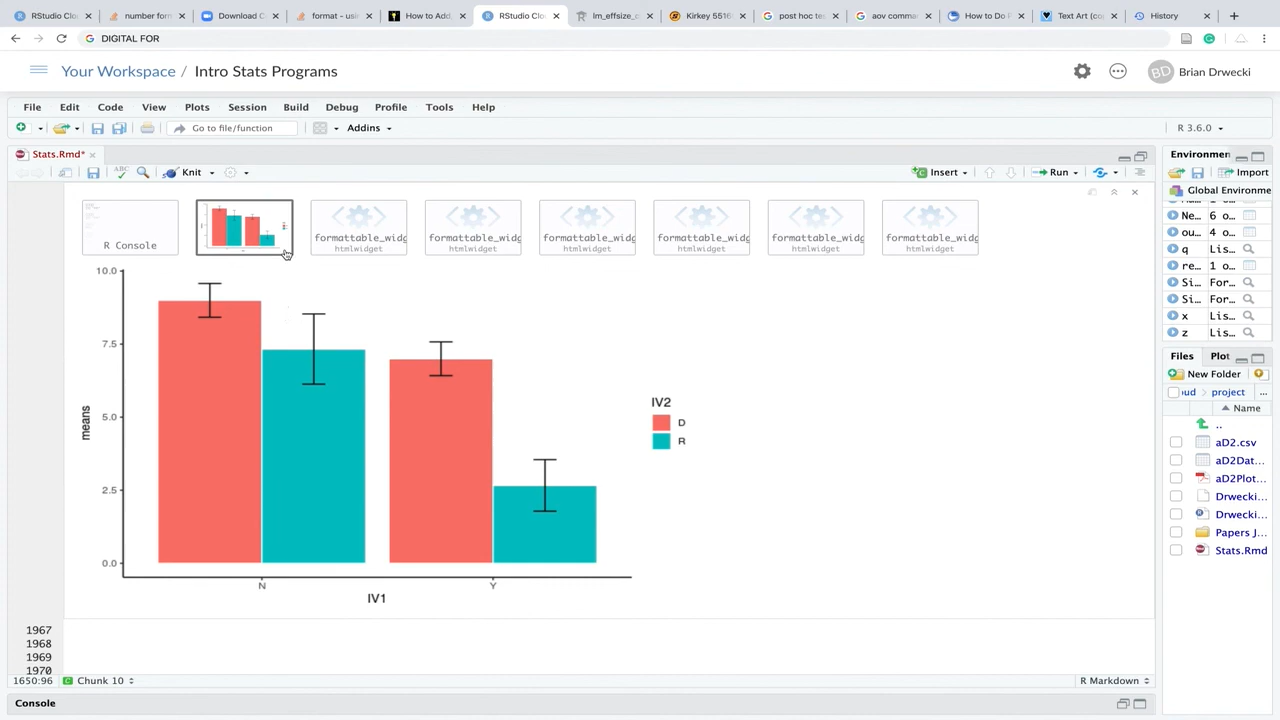 RStudio Clo
number form
Download C
format – usi
How to Add
RStudio Clo
lm_effsize_c
Kirkey 5516
post hoc tes
aov comma
How to Do P
Text Art (co
History
DIGITAL FOR
Your Workspace / Intro Stats Programs
BD Brian Drwecki
File Edit Code View Plots Session Build Debug Profile Tools Help
Go to file/function Addins R 3.6.0
Stats.Rmd*
ABC Knit Insert Run
R Console
formattable_widg
htmlwidget
formattable_widg
htmlwidget
formattable_widg
htmlwidget
formattable_widg
htmlwidget
formattable_widg
htmlwidget
formattable_widg
htmlwidget
10.0
7.5
5.0
2.5
0.0
means
N Y
IV1
IV2
D
R
1967
1968
1969
1970
1650:96 Chunk 10 R Markdown
Console
Environmen
Import
Global Environme
Ne… 6 o…
ou… 4 o…
q Lis…
re… 1 o…
Si… For…
Si… For…
x Lis…
z Lis…
Files Plot
New Folder
oud project ...
Name
..
aD2.csv
aD2Dat...
aD2Plot...
Drwecki...
Drwecki...
Papers J...
Stats.Rmd